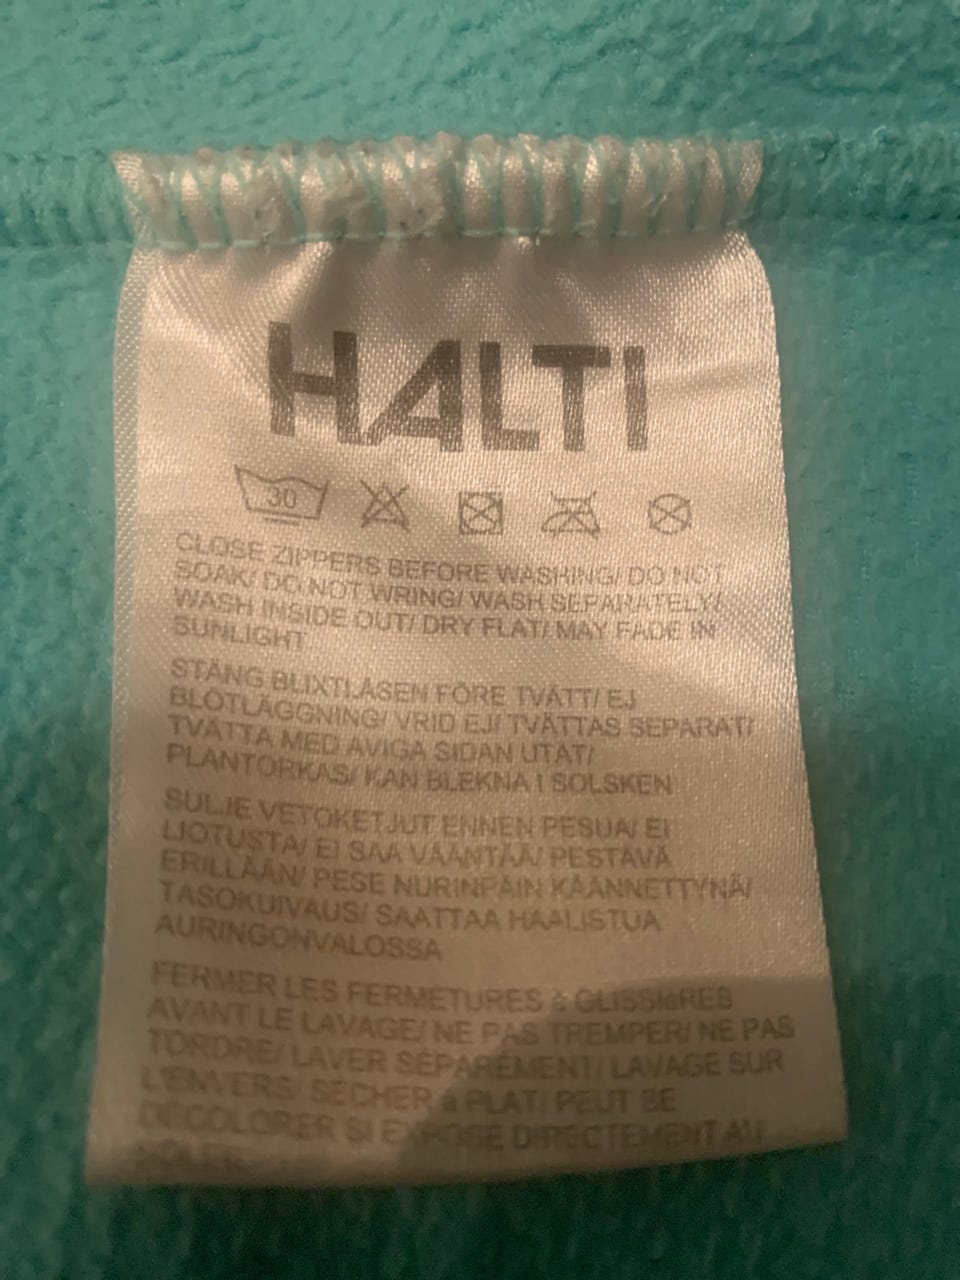 HALTI
30
CLOSE ZIPPERS BEFORE WASHING/ DO NOT
SOAK/ DO NOT WRING/ WASH SEPARATELY/
WASH INSIDE OUT/ DRY FLAT/ MAY FADE IN
SUNLIGHT
STÄNG BLIXTLÅSEN FÖRE TVÄTT/ EJ
BLÖTLÄGGNING/ VRID EJ/ TVÄTTAS SEPARAT/
TVÄTTA MED AVIGA SIDAN UTÅT/
PLANTORKAS/ KAN BLEKNA I SOLSKEN
SULJE VETOKETJUT ENNEN PESUA/ EI
LIOTUSTA/ EI SAA VÄÄNTÄÄ/ PESTÄVÄ
ERILLÄÄN/ PESE NURINPÄIN KÄÄNNETTYNÄ/
TASOKUIVAUS/ SAATTAA HAALISTUA
AURINGONVALOSSA
FERMER LES FERMETURES à GLISSIèRES
AVANT LE LAVAGE/ NE PAS TREMPER/ NE PAS
TORDRE/ LAVER SÉPARÉMENT/ LAVAGE SUR
L'ENVERS/ SÉCHER à PLAT/ PEUT SE
DÉCOLORER SI EXPOSÉ DIRECTEMENT AU